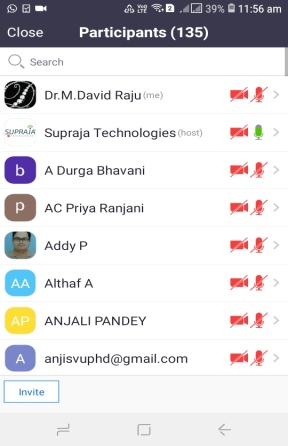 39% 11:56 am
Close Participants (135)
Search
Dr.M.David Raju (me)
SUPRAJA Supraja Technologies (host)
b A Durga Bhavani
p AC Priya Ranjani
Addy P
AA Althaf A
AP ANJALI PANDEY
A anjisvuphd@gmail.com
Invite